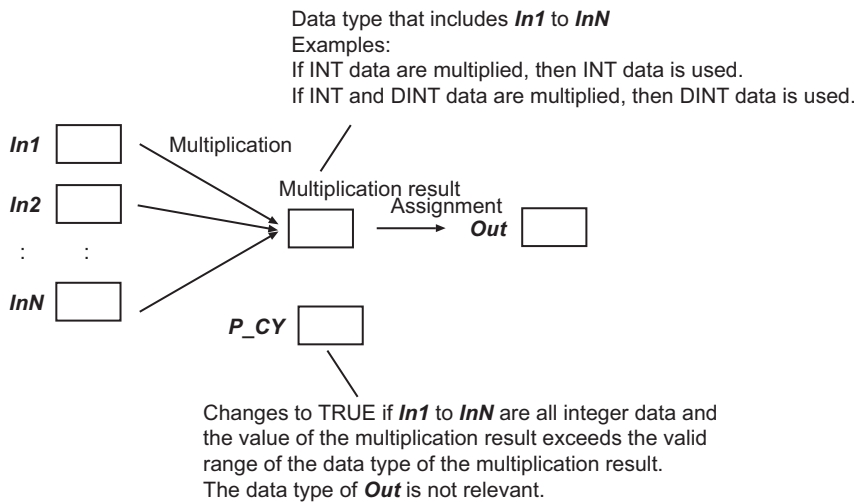 Data type that includes In1 to InN
Examples:
If INT data are multiplied, then INT data is used.
If INT and DINT data are multiplied, then DINT data is used.
In1
Multiplication
In2
Multiplication result
Assignment
Out
: :
InN
P_CY
Changes to TRUE if In1 to InN are all integer data and
the value of the multiplication result exceeds the valid
range of the data type of the multiplication result.
The data type of Out is not relevant.